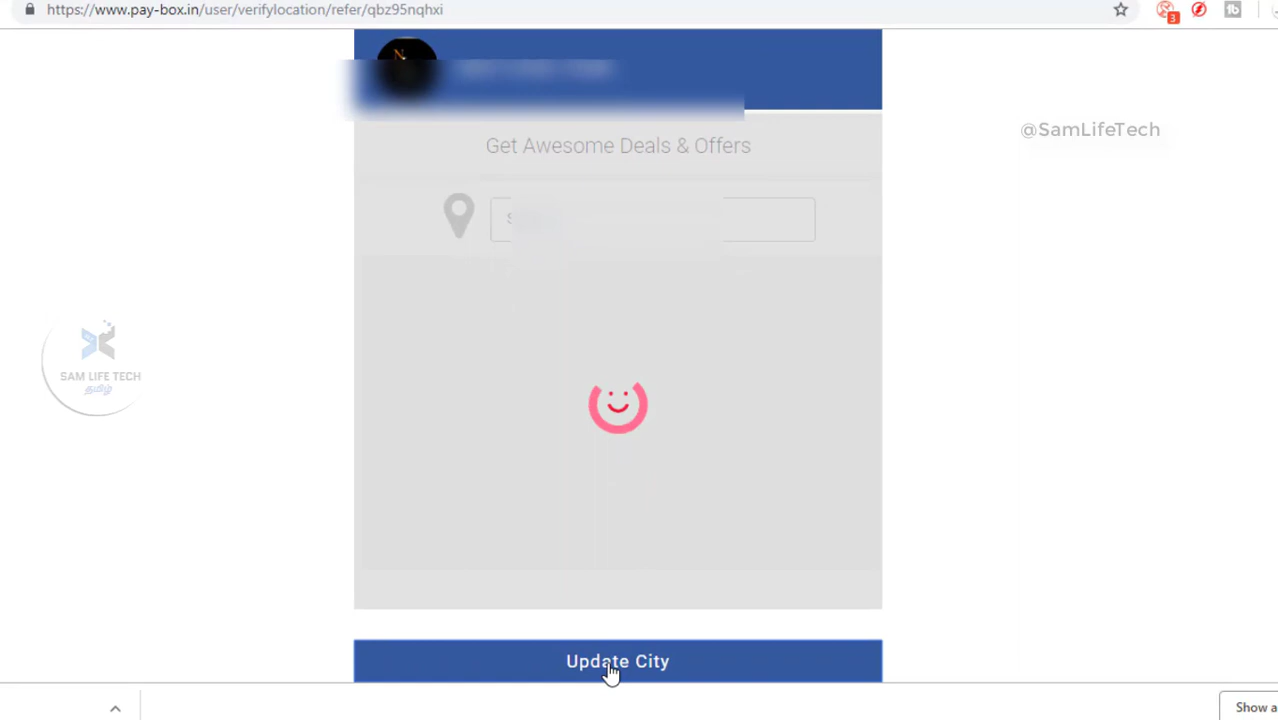 https://www.pay-box.in/user/verifylocation/refer/qbz95nqhxi
3
N
Get Awesome Deals & Offers
@SamLifeTech
S
SAM LIFE TECH
தமிழ்
Update City
Show a